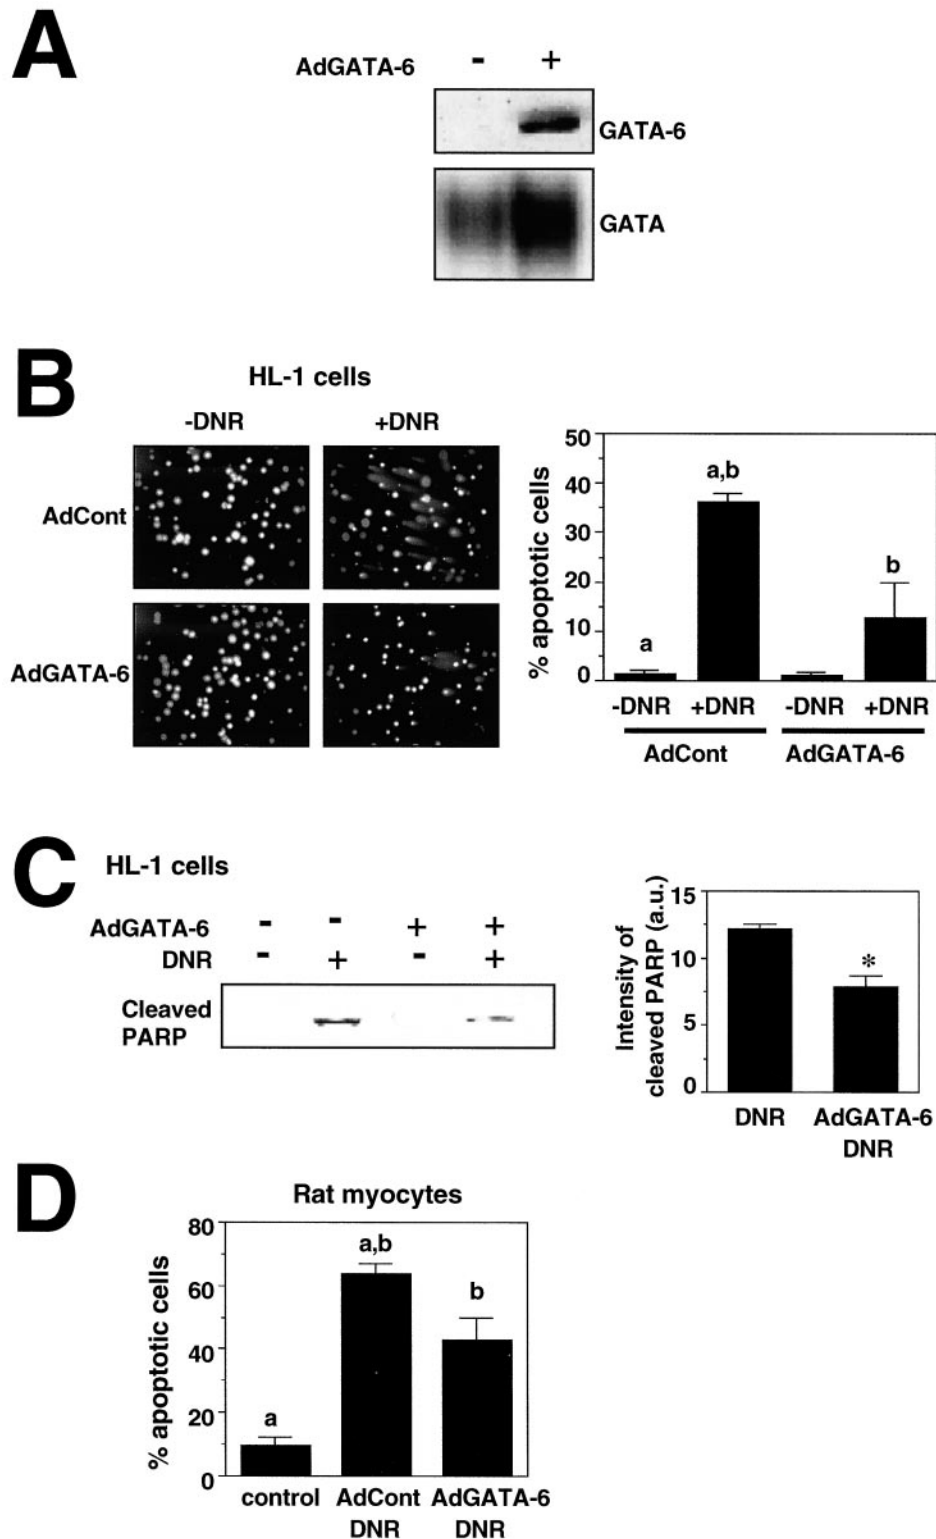 A
AdGATA-6 - +
GATA-6
GATA
B
HL-1 cells
-DNR +DNR
AdCont
AdGATA-6
% apoptotic cells
50
40
30
20
10
0
a
a,b
b
-DNR +DNR -DNR +DNR
AdCont AdGATA-6
C
HL-1 cells
AdGATA-6 - - + +
DNR - + - +
Cleaved
PARP
Intensity of
cleaved PARP (a.u.)
15
10
5
0
*
DNR AdGATA-6
DNR
D
Rat myocytes
% apoptotic cells
80
60
40
20
0
a
a,b
b
control AdCont AdGATA-6
DNR DNR